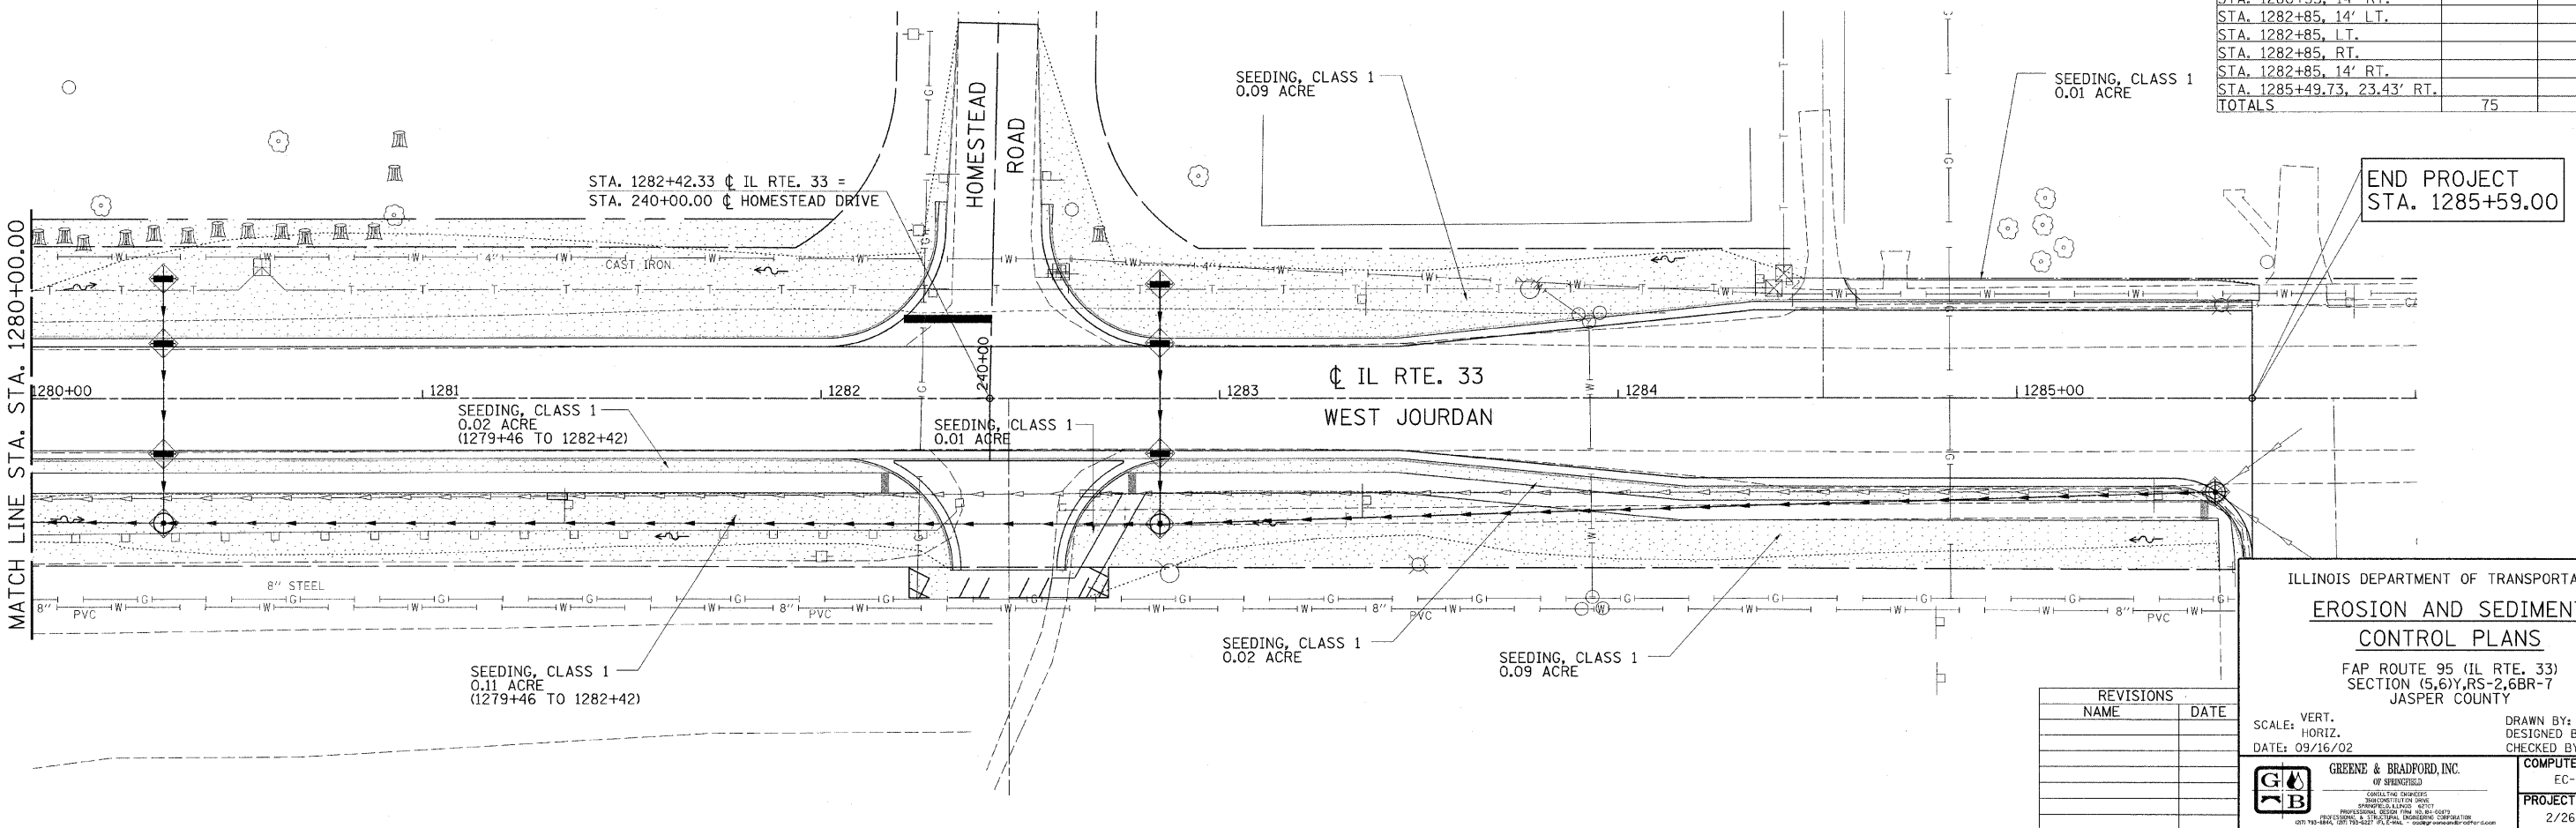 STA. 1282+85, 14' LT.
STA. 1282+85, LT.
STA. 1282+85, RT.
STA. 1282+85, 14' RT.
STA. 1285+49.73, 23.43' RT.
TOTALS 75
SEEDING, CLASS 1
0.09 ACRE
SEEDING, CLASS 1
0.01 ACRE
HOMESTEAD
ROAD
STA. 1282+42.33 ℄ IL RTE. 33 =
STA. 240+00.00 ℄ HOMESTEAD DRIVE
END PROJECT
STA. 1285+59.00
MATCH LINE STA. STA. 1280+00.00
4"
CAST IRON
4"
240+00
1280+00
1281
1282
1283
1284
1285+00
℄ IL RTE. 33
WEST JOURDAN
SEEDING, CLASS 1
0.02 ACRE
(1279+46 TO 1282+42)
SEEDING, CLASS 1
0.01 ACRE
8" STEEL
8"
PVC
8"
PVC
8"
PVC
8"
PVC
SEEDING, CLASS 1
0.11 ACRE
(1279+46 TO 1282+42)
SEEDING, CLASS 1
0.02 ACRE
SEEDING, CLASS 1
0.09 ACRE
REVISIONS
NAME DATE
ILLINOIS DEPARTMENT OF TRANSPORTA
EROSION AND SEDIMENT
CONTROL PLANS
FAP ROUTE 95 (IL RTE. 33)
SECTION (5,6)Y,RS-2,6BR-7
JASPER COUNTY
SCALE: VERT.
HORIZ.
DATE: 09/16/02
DRAWN BY:
DESIGNED B
CHECKED BY
GREENE & BRADFORD, INC.
OF SPRINGFIELD
CONSULTING ENGINEERS
COMPUTE
EC-
PROJECT
2/26